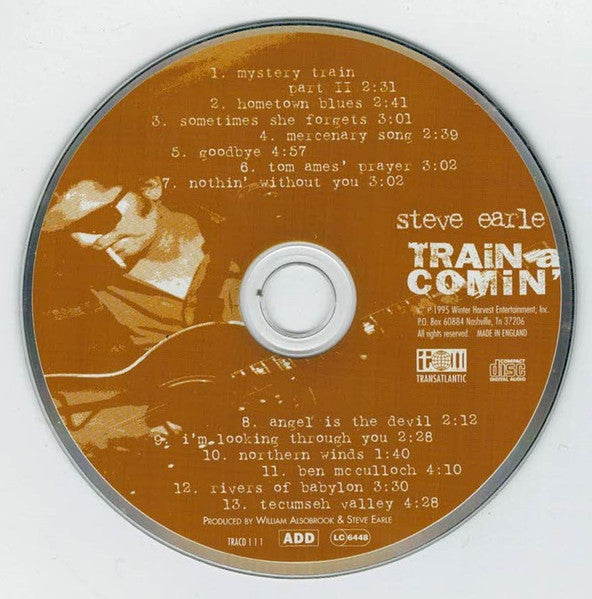 1. mystery train
part II 2:31
2. hometown blues 2:41
3. sometimes she forgets 3:01
4. mercenary song 2:39
5. goodbye 4:57
6. tom ames' prayer 3:02
7. nothin' without you 3:02
steve earle
TRAiN a
COMiN'
© ℗ 1995 Winter Harvest Entertainment, Inc.
P.O. Box 60884 Nashville, Tn 37206
All rights reserved MADE IN ENGLAND
TRANSATLANTIC
COMPACT
disc
DIGITAL AUDIO
8. angel is the devil 2:12
9. i'm looking through you 2:28
10. northern winds 1:40
11. ben mcculloch 4:10
12. rivers of babylon 3:30
13. tecumseh valley 4:28
PRODUCED BY WILLIAM ALSOBROOK & STEVE EARLE
TRACD 111 ADD LC 6448